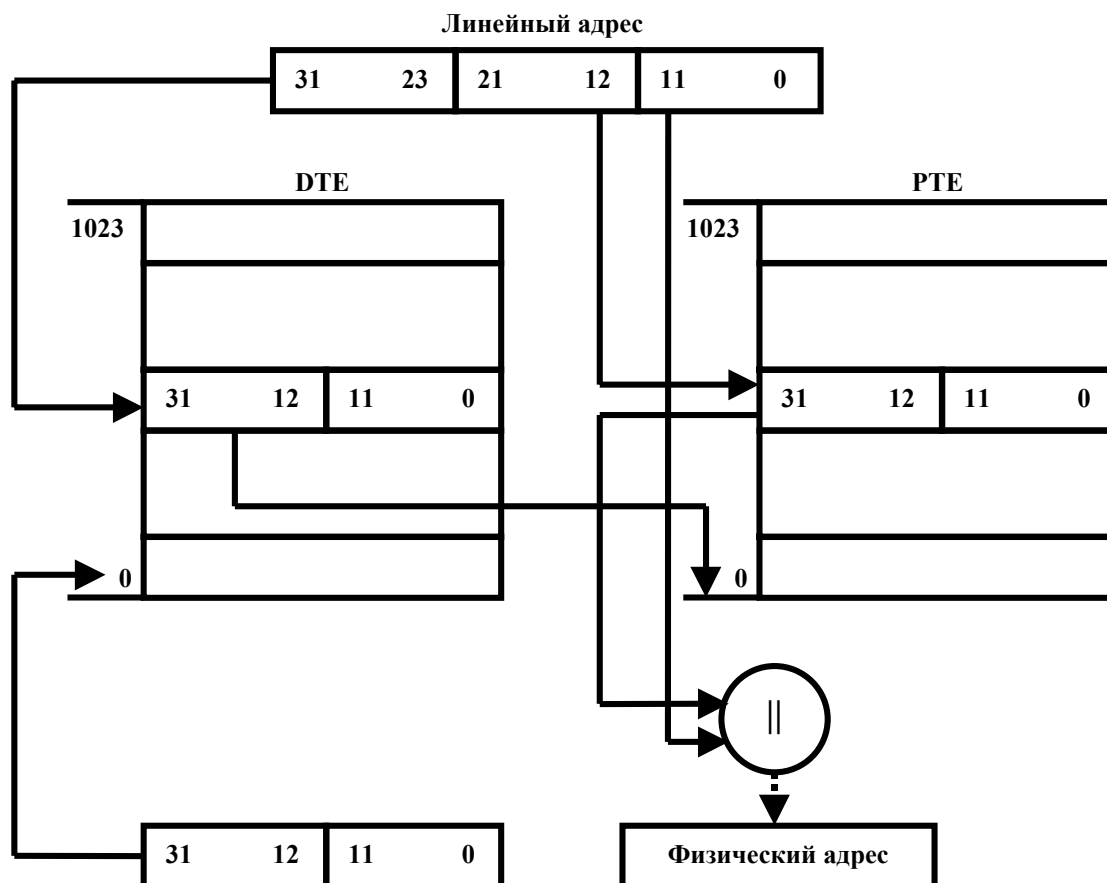 Линейный адрес
31 23 21 12 11 0
DTE PTE
1023 1023
31 12 11 0 31 12 11 0
0 0
||
31 12 11 0 Физический адрес